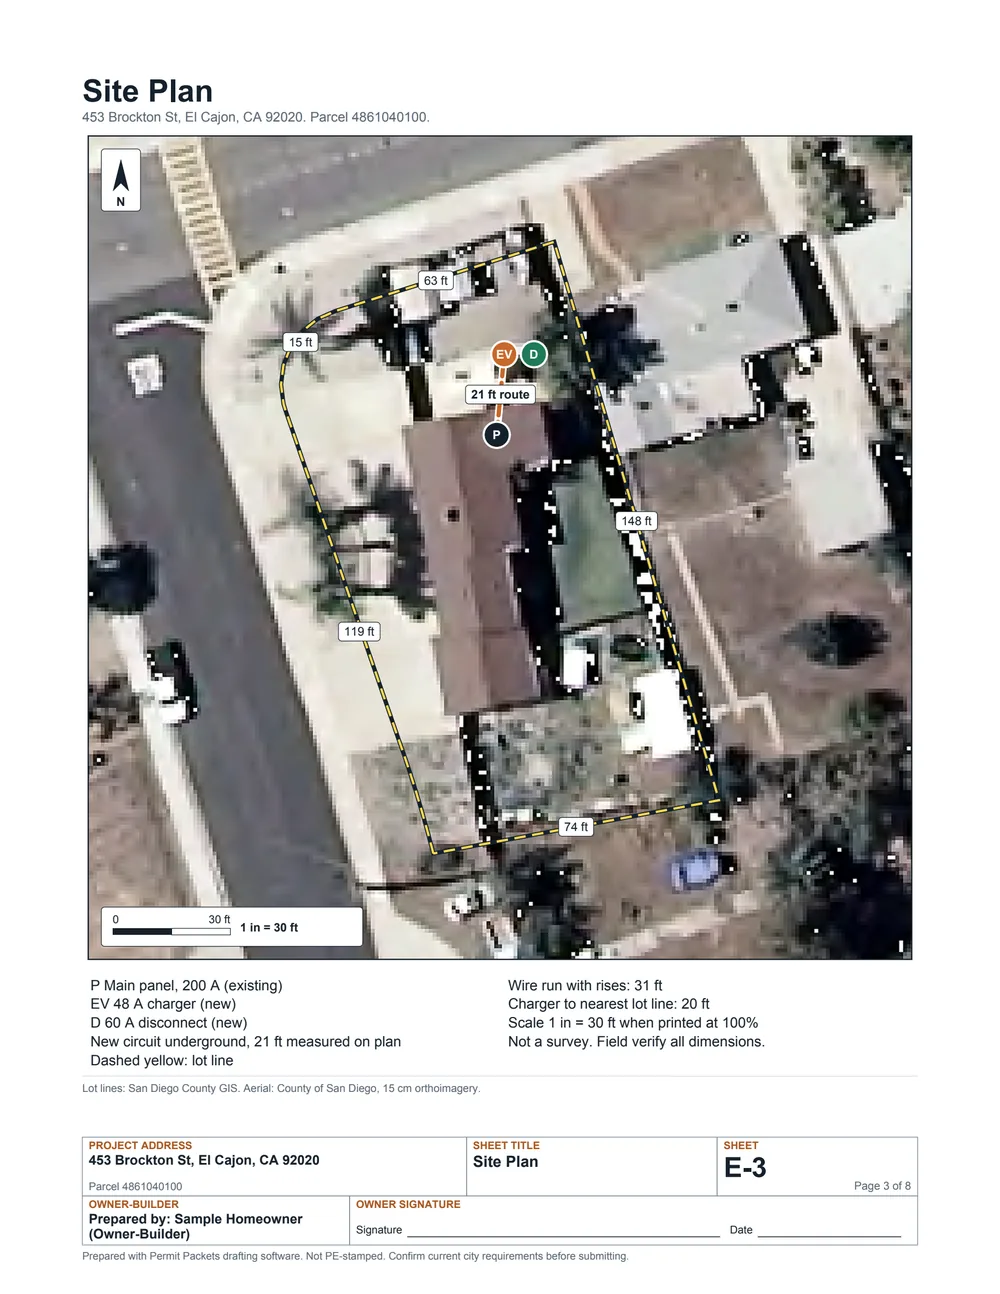 Site Plan
453 Brockton St, El Cajon, CA 92020. Parcel 4861040100.
N
63 ft
15 ft
EV D
21 ft route
P
148 ft
119 ft
74 ft
0 30 ft
1 in = 30 ft
P Main panel, 200 A (existing)
EV 48 A charger (new)
D 60 A disconnect (new)
New circuit underground, 21 ft measured on plan
Dashed yellow: lot line
Wire run with rises: 31 ft
Charger to nearest lot line: 20 ft
Scale 1 in = 30 ft when printed at 100%
Not a survey. Field verify all dimensions.
Lot lines: San Diego County GIS. Aerial: County of San Diego, 15 cm orthoimagery.
PROJECT ADDRESS
453 Brockton St, El Cajon, CA 92020
Parcel 4861040100
SHEET TITLE
Site Plan
SHEET
E-3
Page 3 of 8
OWNER-BUILDER
Prepared by: Sample Homeowner
(Owner-Builder)
OWNER SIGNATURE
Signature
Date
Prepared with Permit Packets drafting software. Not PE-stamped. Confirm current city requirements before submitting.